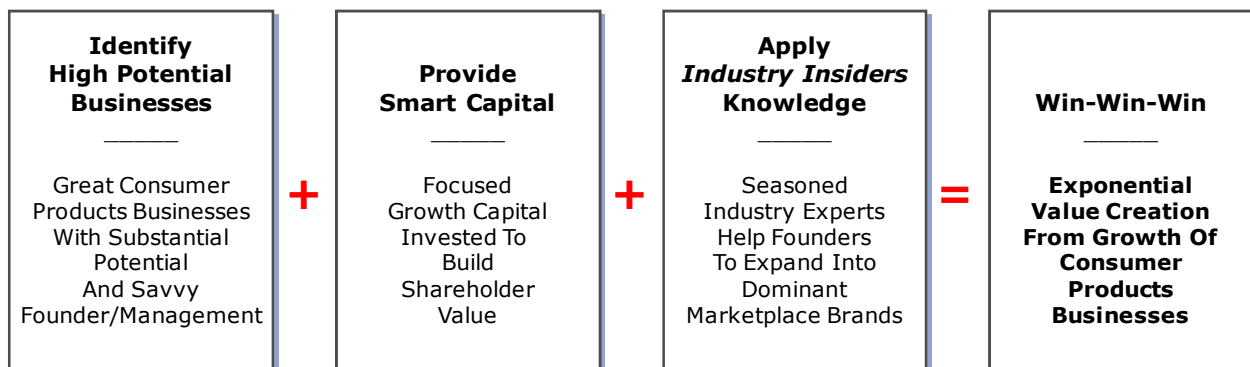 Identify
High Potential
Businesses
_____
Great Consumer
Products Businesses
With Substantial
Potential
And Savvy
Founder/Management
+
Provide
Smart Capital
_____
Focused
Growth Capital
Invested To
Build
Shareholder
Value
+
Apply
Industry Insiders
Knowledge
_____
Seasoned
Industry Experts
Help Founders
To Expand Into
Dominant
Marketplace Brands
=
Win-Win-Win
_____
Exponential
Value Creation
From Growth Of
Consumer
Products
Businesses